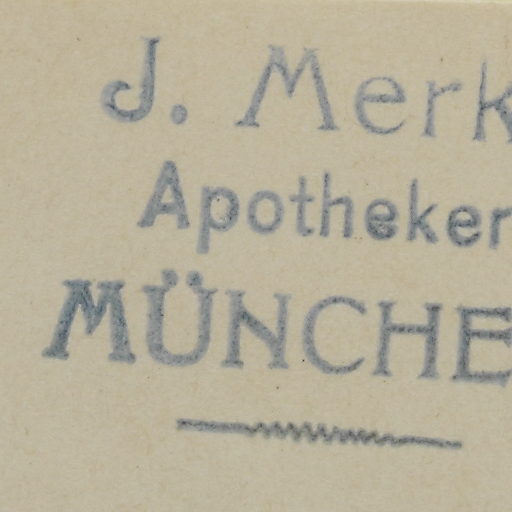 J. Merk
Apotheker
MÜNCHE